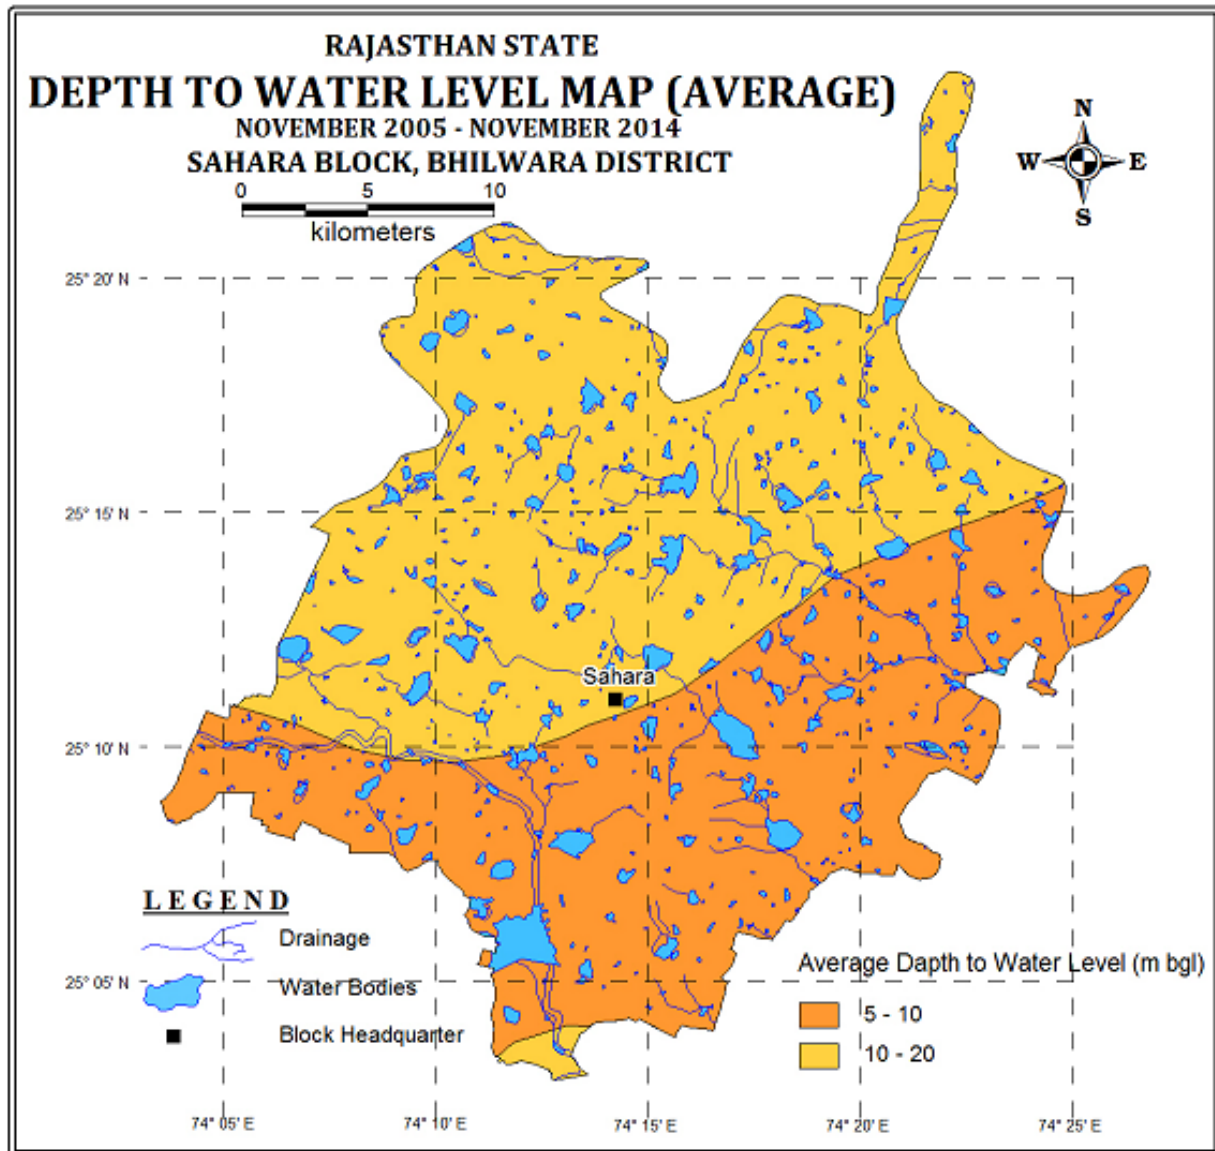 RAJASTHAN STATE
DEPTH TO WATER LEVEL MAP (AVERAGE)
NOVEMBER 2005 - NOVEMBER 2014
SAHARA BLOCK, BHILWARA DISTRICT
0 5 10
kilometers
N
W E
S
25° 20' N
25° 15' N
Sahara
25° 10' N
LEGEND
Drainage
Water Bodies
Block Headquarter
25° 05' N
Average Dapth to Water Level (m bgl)
5 - 10
10 - 20
74° 05' E 74° 10' E 74° 15' E 74° 20' E 74° 25' E